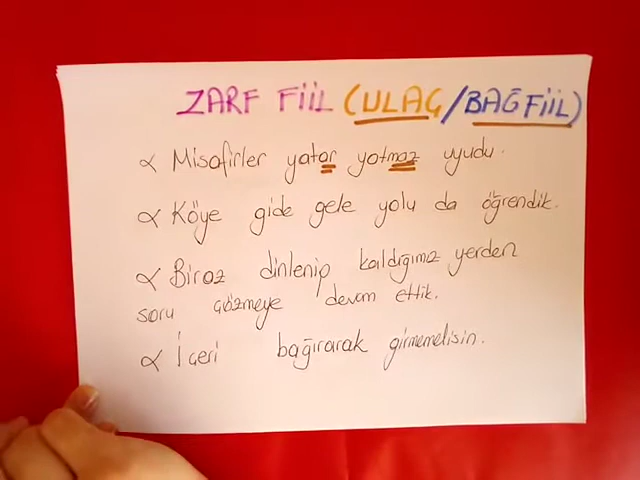 ZARF FİİL (ULAÇ/BAĞFİİL)
∝ Misafirler yatar yatmaz uyudu.
∝ Köye gide gele yolu da öğrendik.
∝ Biraz dinlenip kaldığımız yerden
soru çözmeye devam ettik.
∝ İçeri bağırarak girmemelisin.